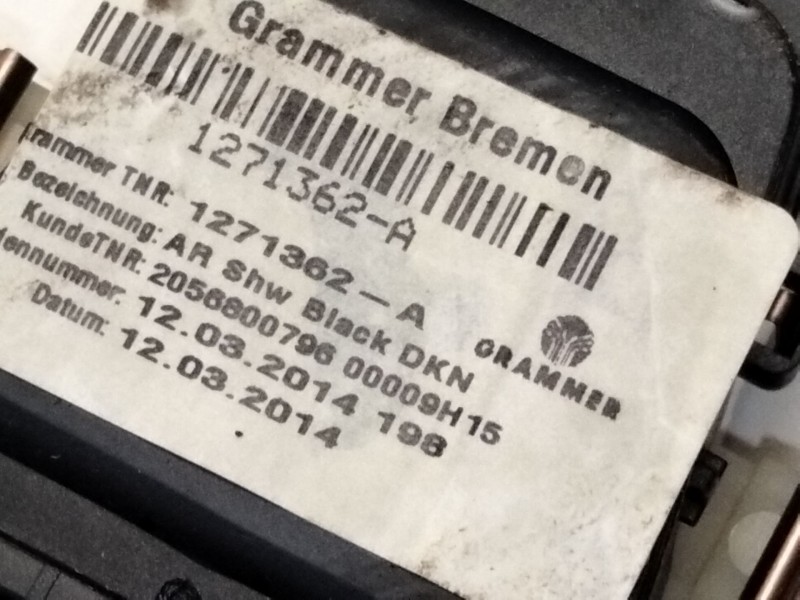 Grammer Bremen
1271362-A
Grammer TNR: 1271362-A
Bezeichnung: AR Shw Black DKN
KundeTNR: 2056800796 00009H15
12.03.2014 198
Datum: 12.03.2014
GRAMMER